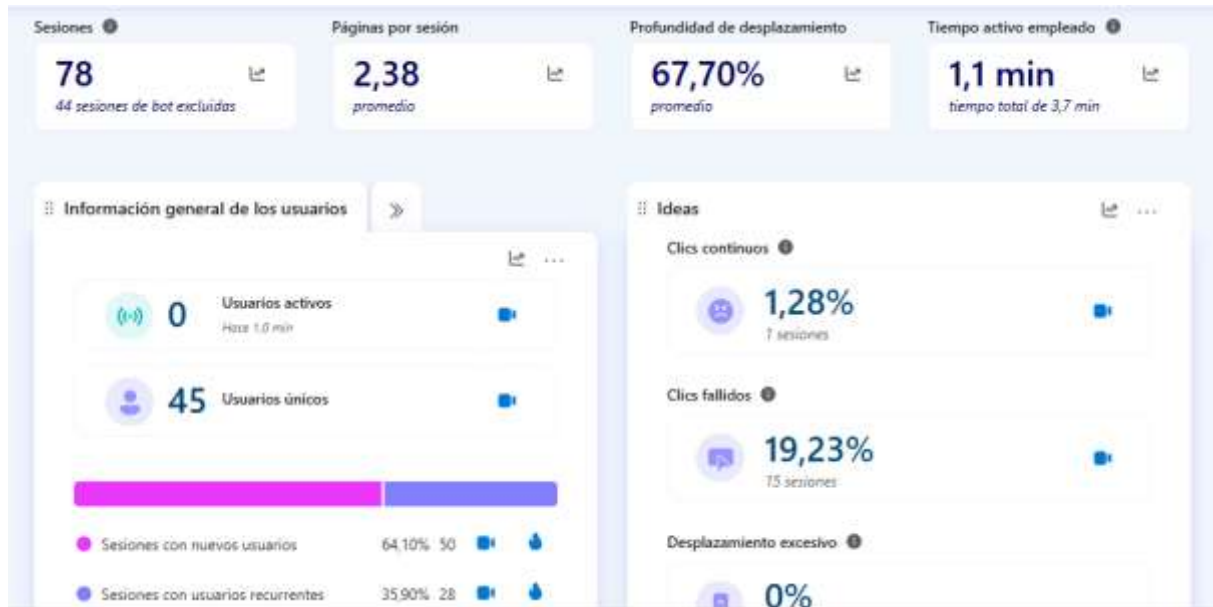 Sesiones
Páginas por sesión
Profundidad de desplazamiento
Tiempo activo empleado
78
44 sesiones de bot excluidas
2,38
promedio
67,70%
promedio
1,1 min
tiempo total de 3,7 min
Información general de los usuarios
0
Usuarios activos
Hace 1.0 min
45
Usuarios únicos
Sesiones con nuevos usuarios 64,10% 50
Sesiones con usuarios recurrentes 35,90% 28
Ideas
Clics continuos
1,28%
1 sesiones
Clics fallidos
19,23%
15 sesiones
Desplazamiento excesivo
0%